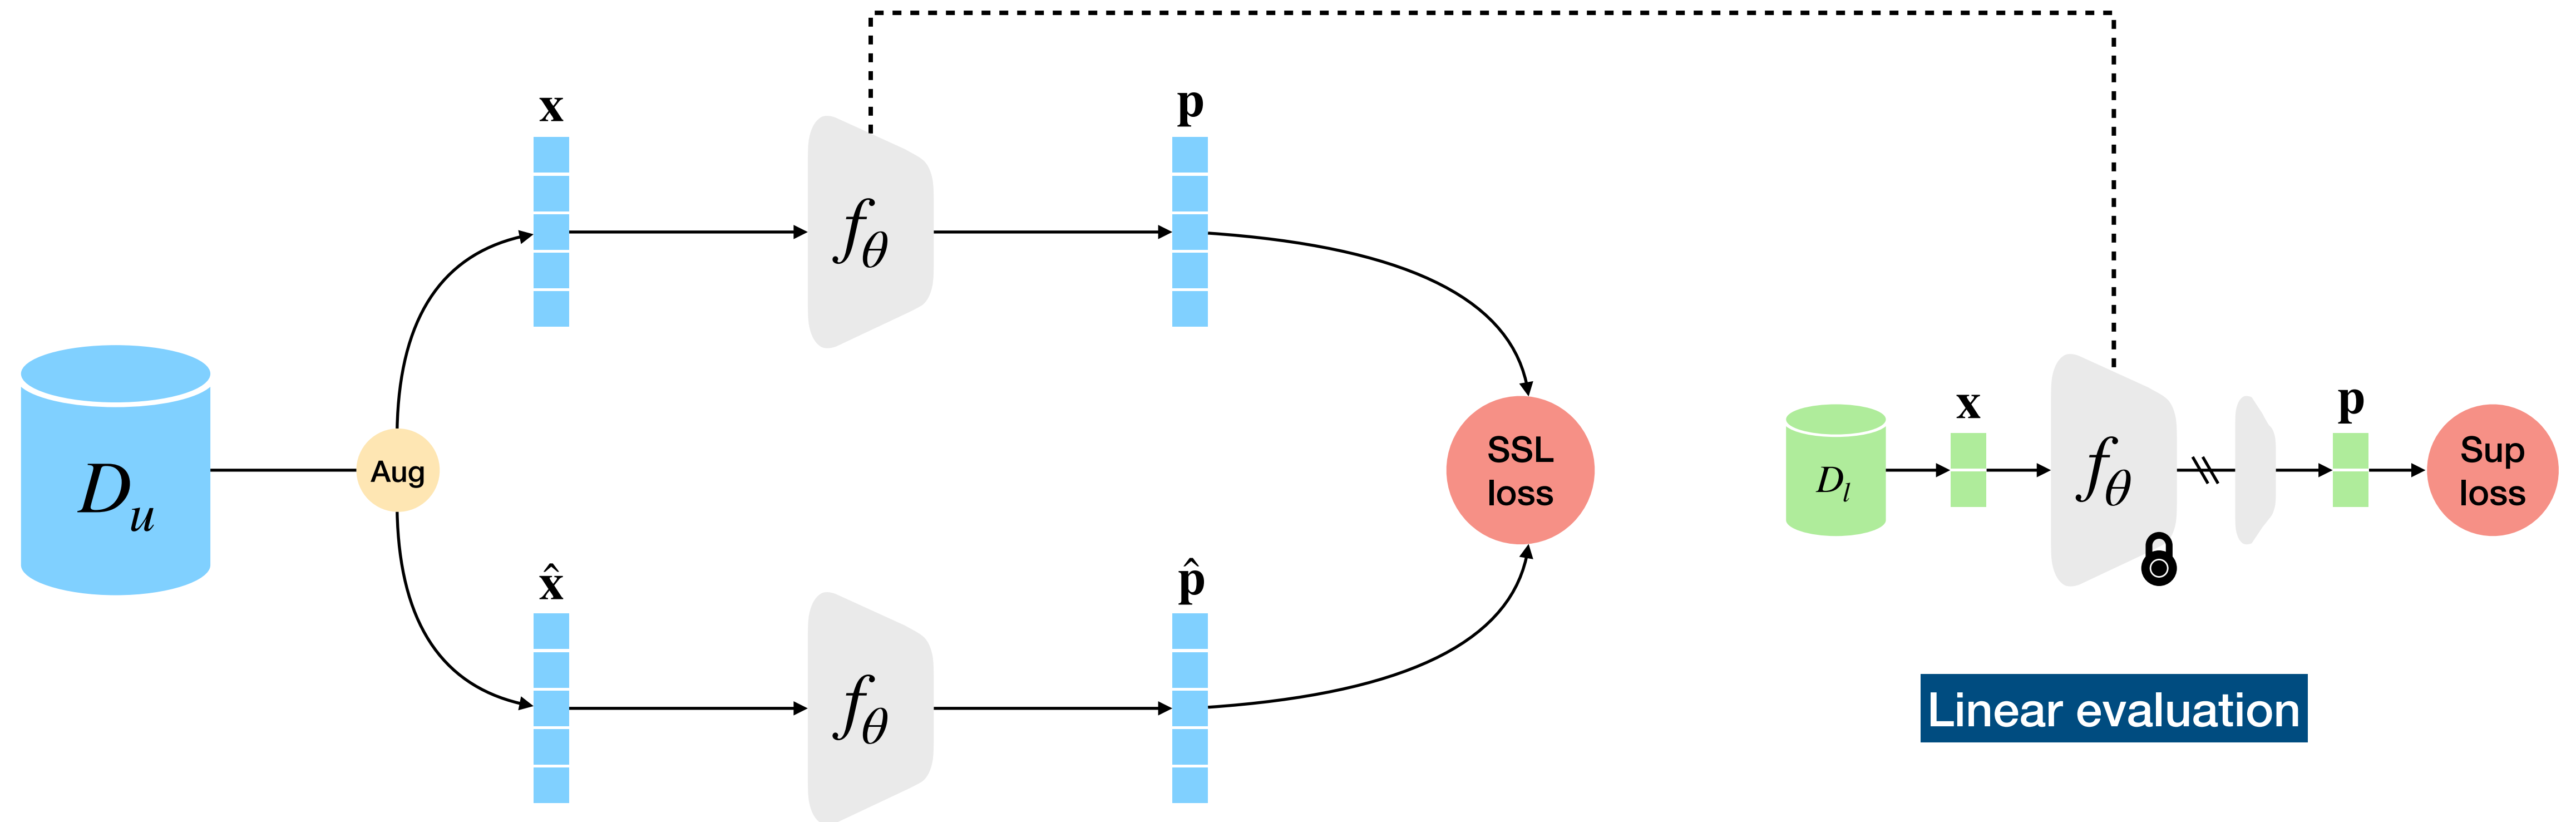 x
p
f_θ
D_u
Aug
SSL
loss
x̂
p̂
f_θ
D_l
x
f_θ
p
Sup
loss
Linear evaluation